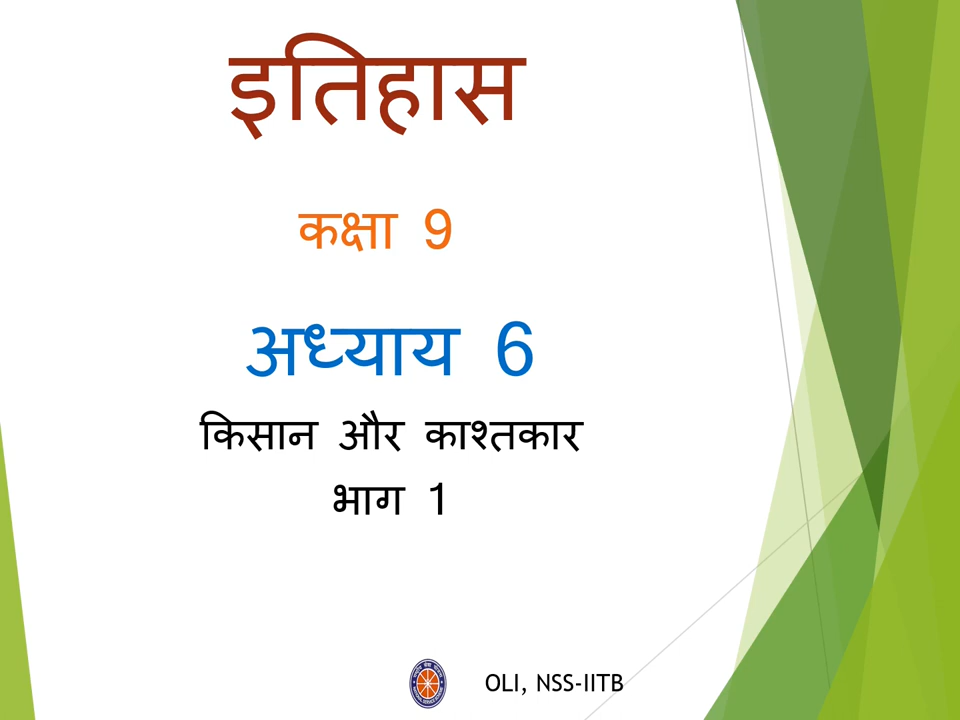 इतिहास
कक्षा 9
अध्याय 6
किसान और काश्तकार
भाग 1
OLI, NSS-IITB